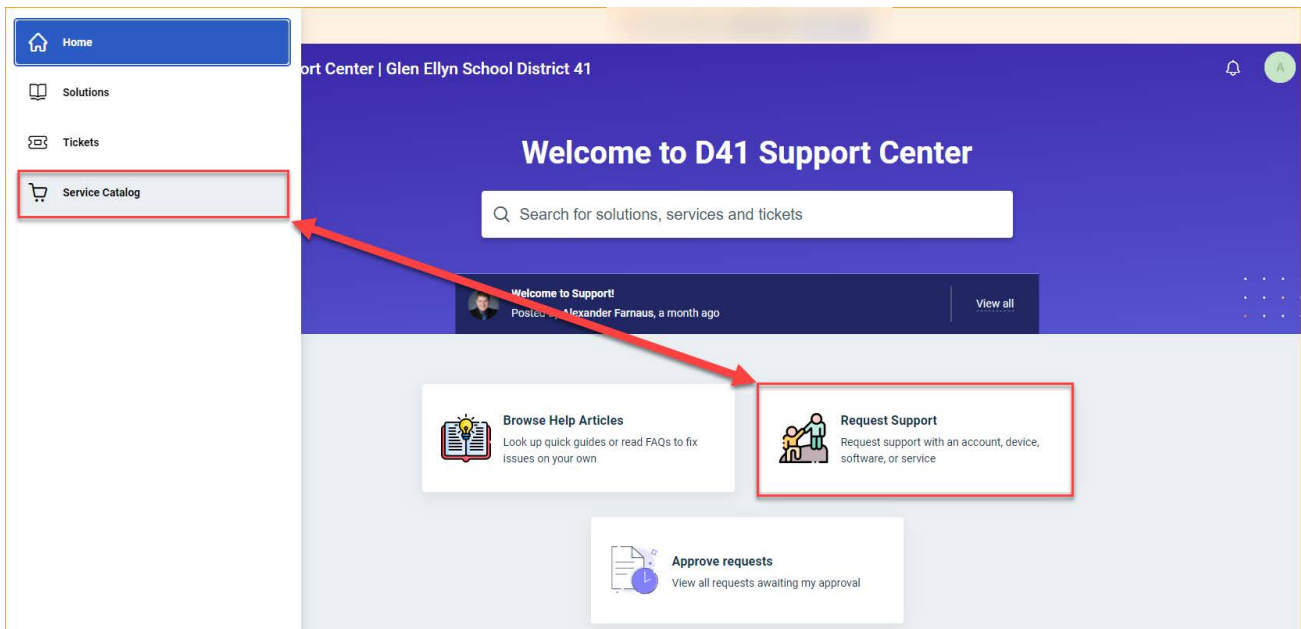 Home
Solutions
Tickets
Service Catalog
ort Center | Glen Ellyn School District 41
A
Welcome to D41 Support Center
Search for solutions, services and tickets
Welcome to Support!
Posted by Alexander Farnaus, a month ago
View all
Browse Help Articles
Look up quick guides or read FAQs to fix
issues on your own
Request Support
Request support with an account, device,
software, or service
Approve requests
View all requests awaiting my approval